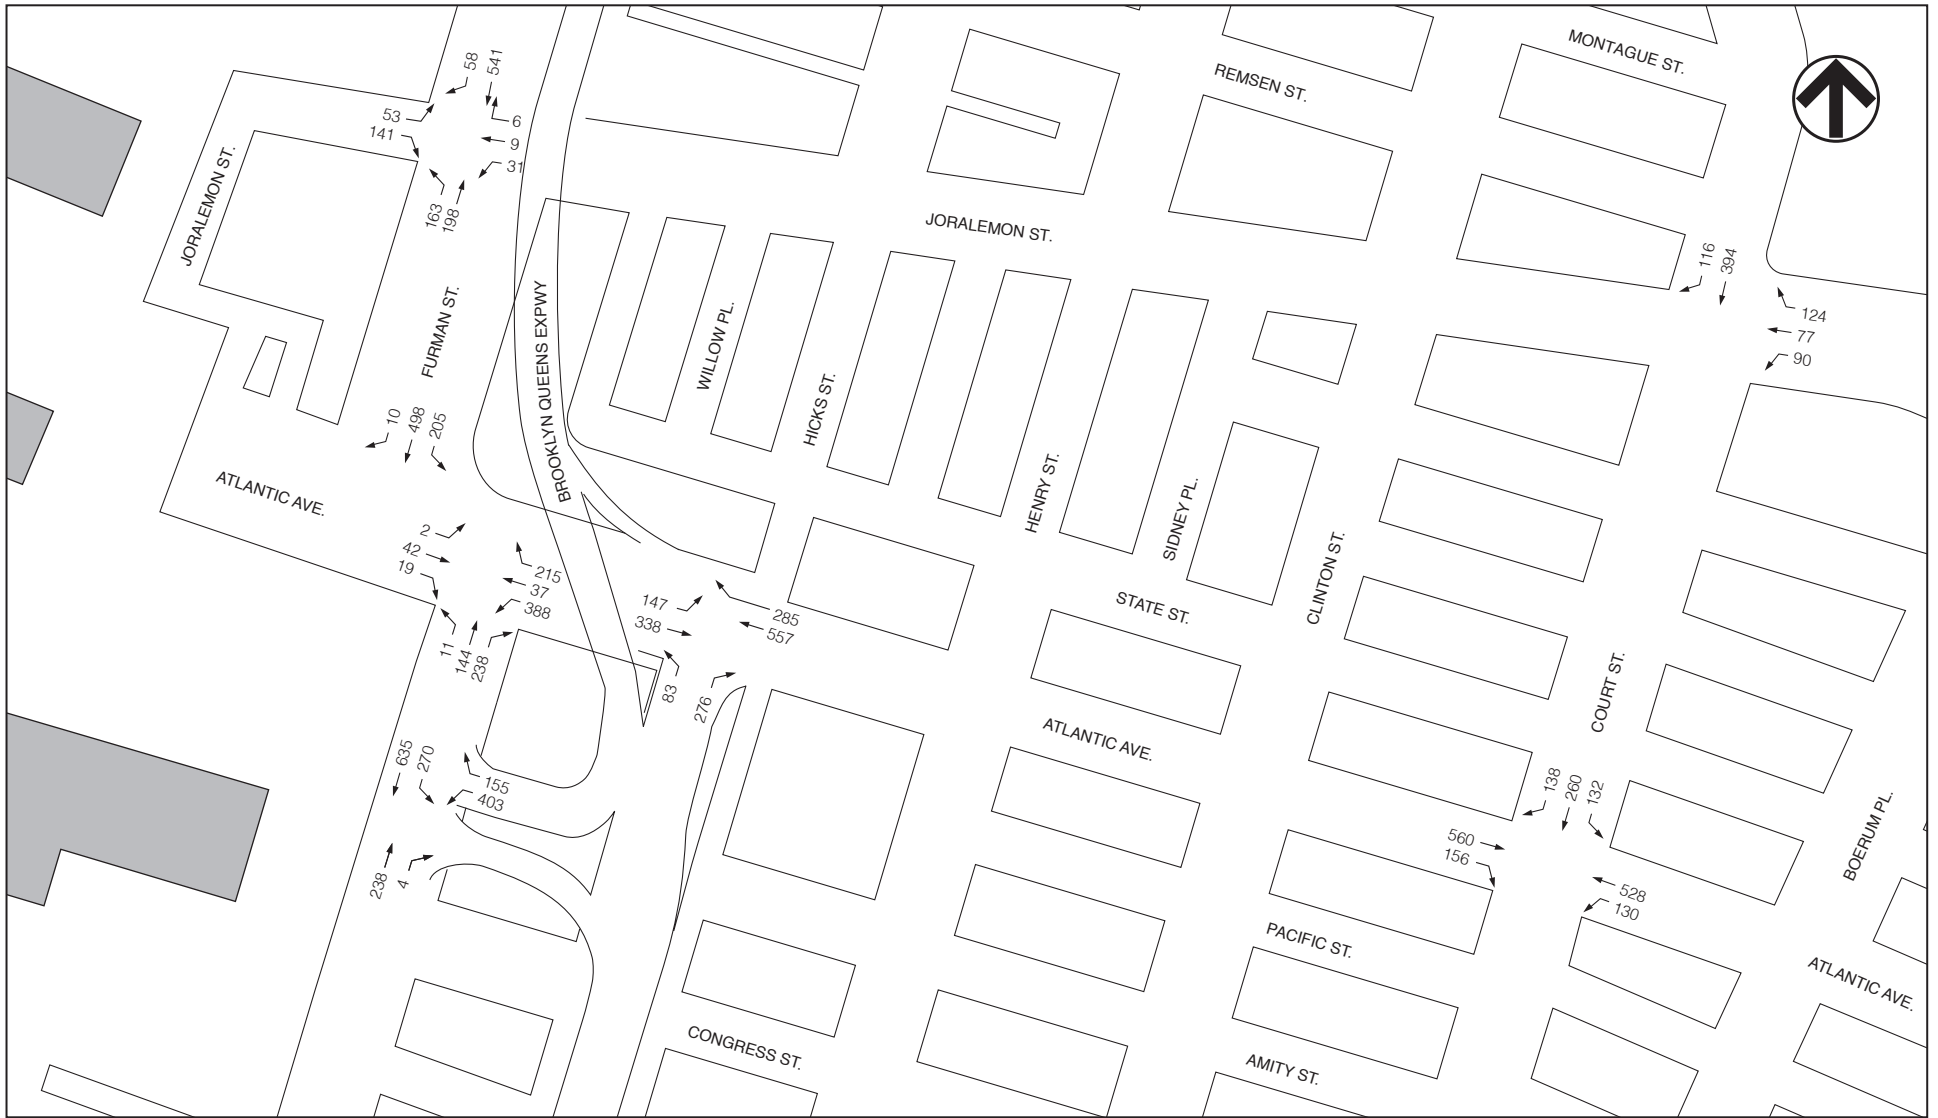 MONTAGUE ST.
REMSEN ST.
58
541
53
141
6
9
31
163
198
JORALEMON ST.
JORALEMON ST.
116
394
124
77
90
FURMAN ST.
BROOKLYN QUEENS EXPWY
WILLOW PL.
HICKS ST.
HENRY ST.
SIDNEY PL.
CLINTON ST.
10
498
205
ATLANTIC AVE.
2
42
19
215
37
388
11
144
238
147
338
285
557
83
276
STATE ST.
COURT ST.
ATLANTIC AVE.
635
270
155
403
238
4
138
260
132
560
156
528
130
BOERUM PL.
PACIFIC ST.
ATLANTIC AVE.
CONGRESS ST.
AMITY ST.